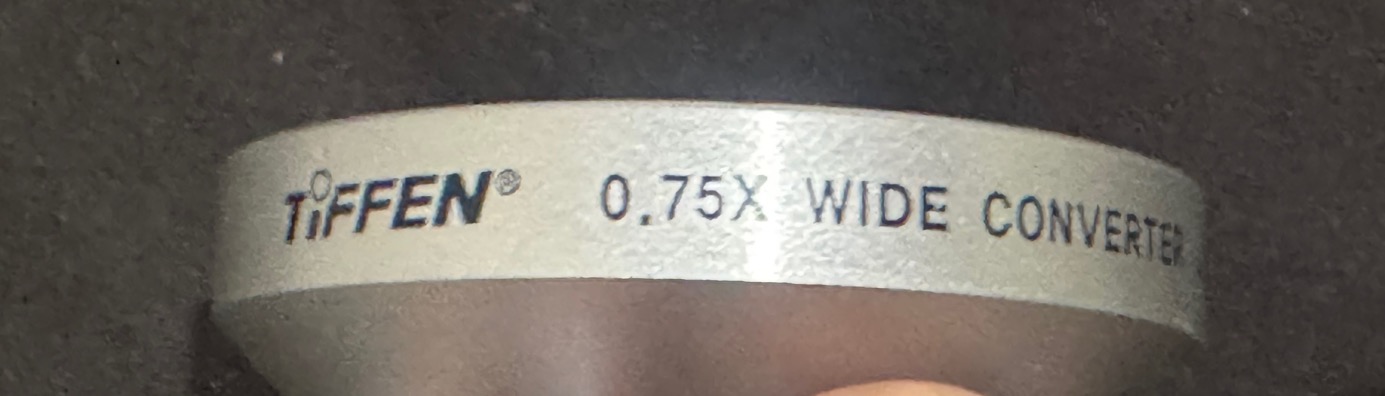 TiFFEN® 0.75X WIDE CONVERTER